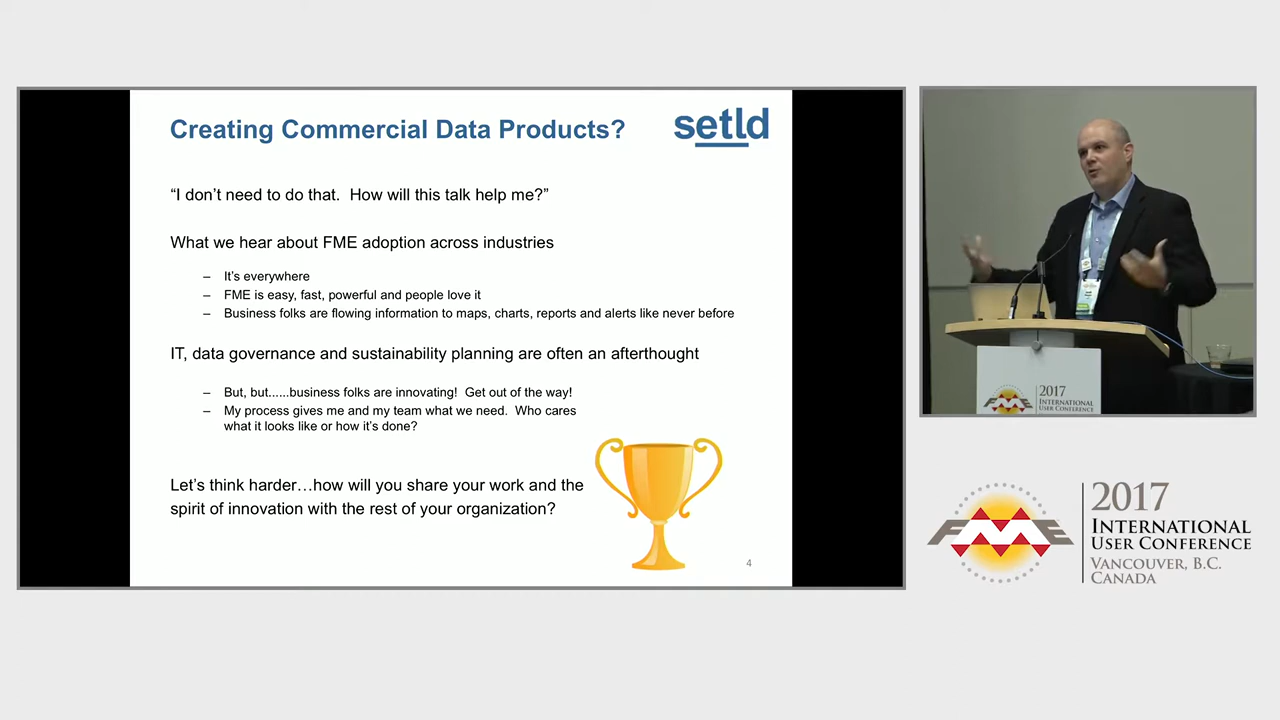 Creating Commercial Data Products?
setld
“I don’t need to do that.  How will this talk help me?”
What we hear about FME adoption across industries
– It’s everywhere
– FME is easy, fast, powerful and people love it
– Business folks are flowing information to maps, charts, reports and alerts like never before
IT, data governance and sustainability planning are often an afterthought
– But, but......business folks are innovating!  Get out of the way!
– My process gives me and my team what we need.  Who cares
what it looks like or how it’s done?
Let’s think harder…how will you share your work and the
spirit of innovation with the rest of your organization?
4
FME
2017
INTERNATIONAL
USER CONFERENCE
FME
2017
INTERNATIONAL
USER CONFERENCE
VANCOUVER, B.C.
CANADA